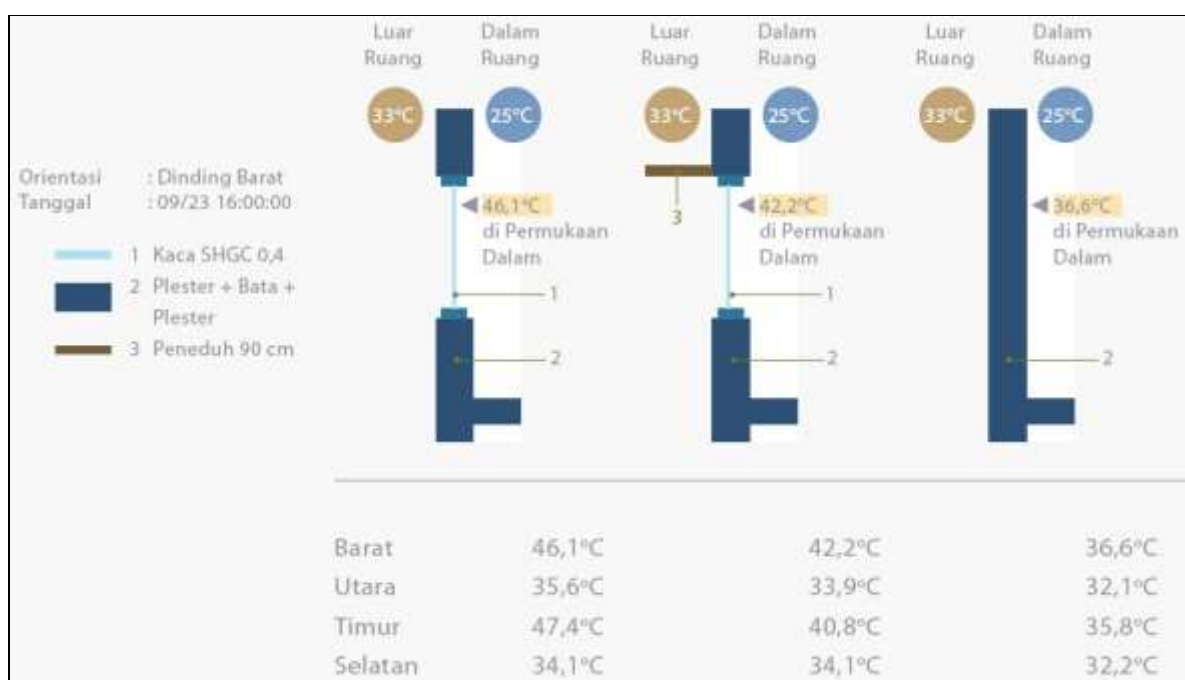 Luar Dalam Luar Dalam Luar Dalam
Ruang Ruang Ruang Ruang Ruang Ruang
33°C 25°C 33°C 25°C 33°C 25°C
Orientasi : Dinding Barat
Tanggal : 09/23 16:00:00
1 Kaca SHGC 0,4
2 Plester + Bata +
Plester
3 Peneduh 90 cm
46,1°C
di Permukaan
Dalam
1
2
3
42,2°C
di Permukaan
Dalam
1
2
36,6°C
di Permukaan
Dalam
2
Barat 46,1°C 42,2°C 36,6°C
Utara 35,6°C 33,9°C 32,1°C
Timur 47,4°C 40,8°C 35,8°C
Selatan 34,1°C 34,1°C 32,2°C